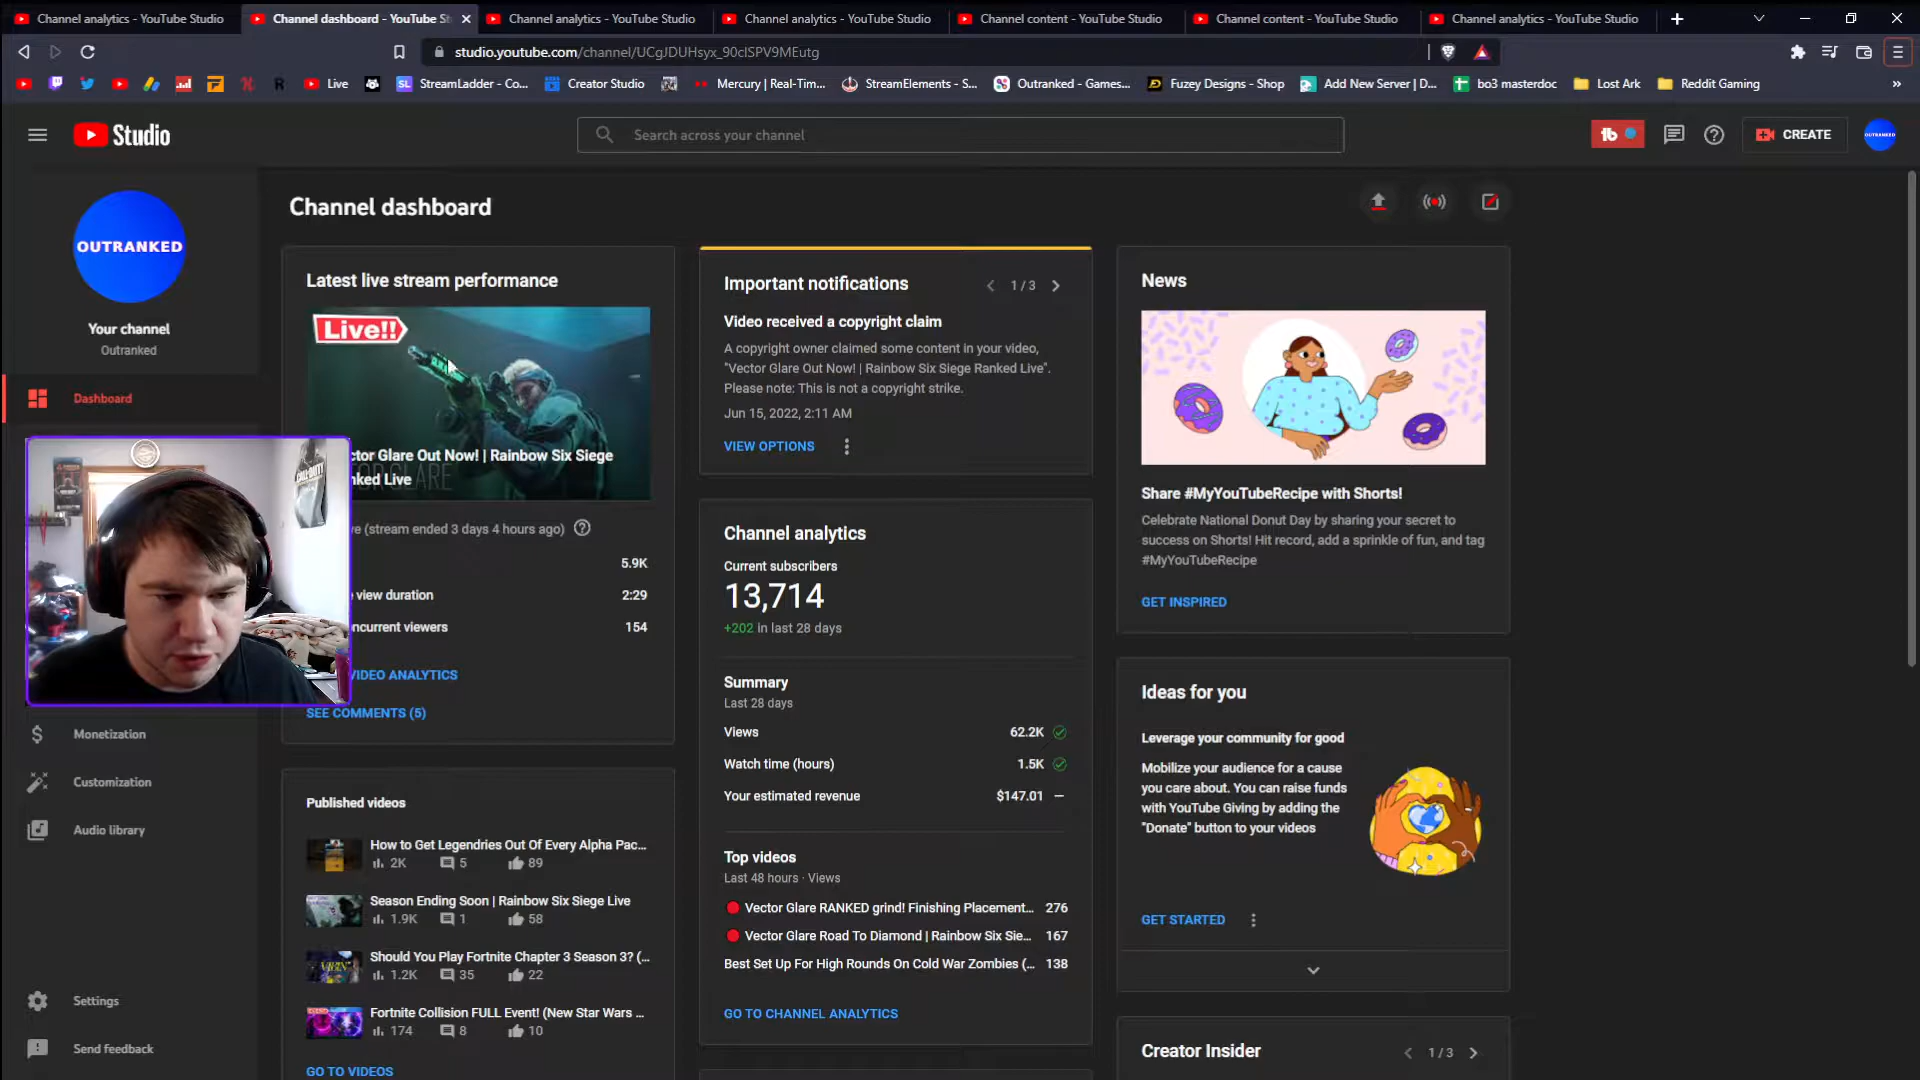 Channel analytics - YouTube Studio
Channel dashboard - YouTube St
Channel analytics - YouTube Studio
Channel analytics - YouTube Studio
Channel content - YouTube Studio
Channel content - YouTube Studio
Channel analytics - YouTube Studio
studio.youtube.com/channel/UCgJDUHsyx_90cISPV9MEutg
Live
SL
StreamLadder - Co...
Creator Studio
Mercury | Real-Tim...
StreamElements - S...
Outranked - Games...
Fuzey Designs - Shop
Add New Server | D...
bo3 masterdoc
Lost Ark
Reddit Gaming
Studio
Search across your channel
CREATE
OUTRANKED
OUTRANKED
Your channel
Outranked
Dashboard
Monetization
Customization
Audio library
Settings
Send feedback
Channel dashboard
Latest live stream performance
Live!!
ctor Glare Out Now! | Rainbow Six Siege
nked Live
OR GLARE
ve (stream ended 3 days 4 hours ago)
5.9K
e view duration 2:29
ncurrent viewers 154
VIDEO ANALYTICS
SEE COMMENTS (5)
Published videos
How to Get Legendries Out Of Every Alpha Pac...
2K 5 89
Season Ending Soon | Rainbow Six Siege Live
1.9K 1 58
Should You Play Fortnite Chapter 3 Season 3? (...
1.2K 35 22
Fortnite Collision FULL Event! (New Star Wars ...
174 8 10
GO TO VIDEOS
Important notifications 1 / 3
Video received a copyright claim
A copyright owner claimed some content in your video,
"Vector Glare Out Now! | Rainbow Six Siege Ranked Live".
Please note: This is not a copyright strike.
Jun 15, 2022, 2:11 AM
VIEW OPTIONS
Channel analytics
Current subscribers
13,714
+202 in last 28 days
Summary
Last 28 days
Views 62.2K
Watch time (hours) 1.5K
Your estimated revenue $147.01 —
Top videos
Last 48 hours · Views
Vector Glare RANKED grind! Finishing Placement... 276
Vector Glare Road To Diamond | Rainbow Six Sie... 167
Best Set Up For High Rounds On Cold War Zombies (... 138
GO TO CHANNEL ANALYTICS
News
Share #MyYouTubeRecipe with Shorts!
Celebrate National Donut Day by sharing your secret to
success on Shorts! Hit record, add a sprinkle of fun, and tag
#MyYouTubeRecipe
GET INSPIRED
Ideas for you
Leverage your community for good
Mobilize your audience for a cause
you care about. You can raise funds
with YouTube Giving by adding the
"Donate" button to your videos
GET STARTED
Creator Insider 1 / 3